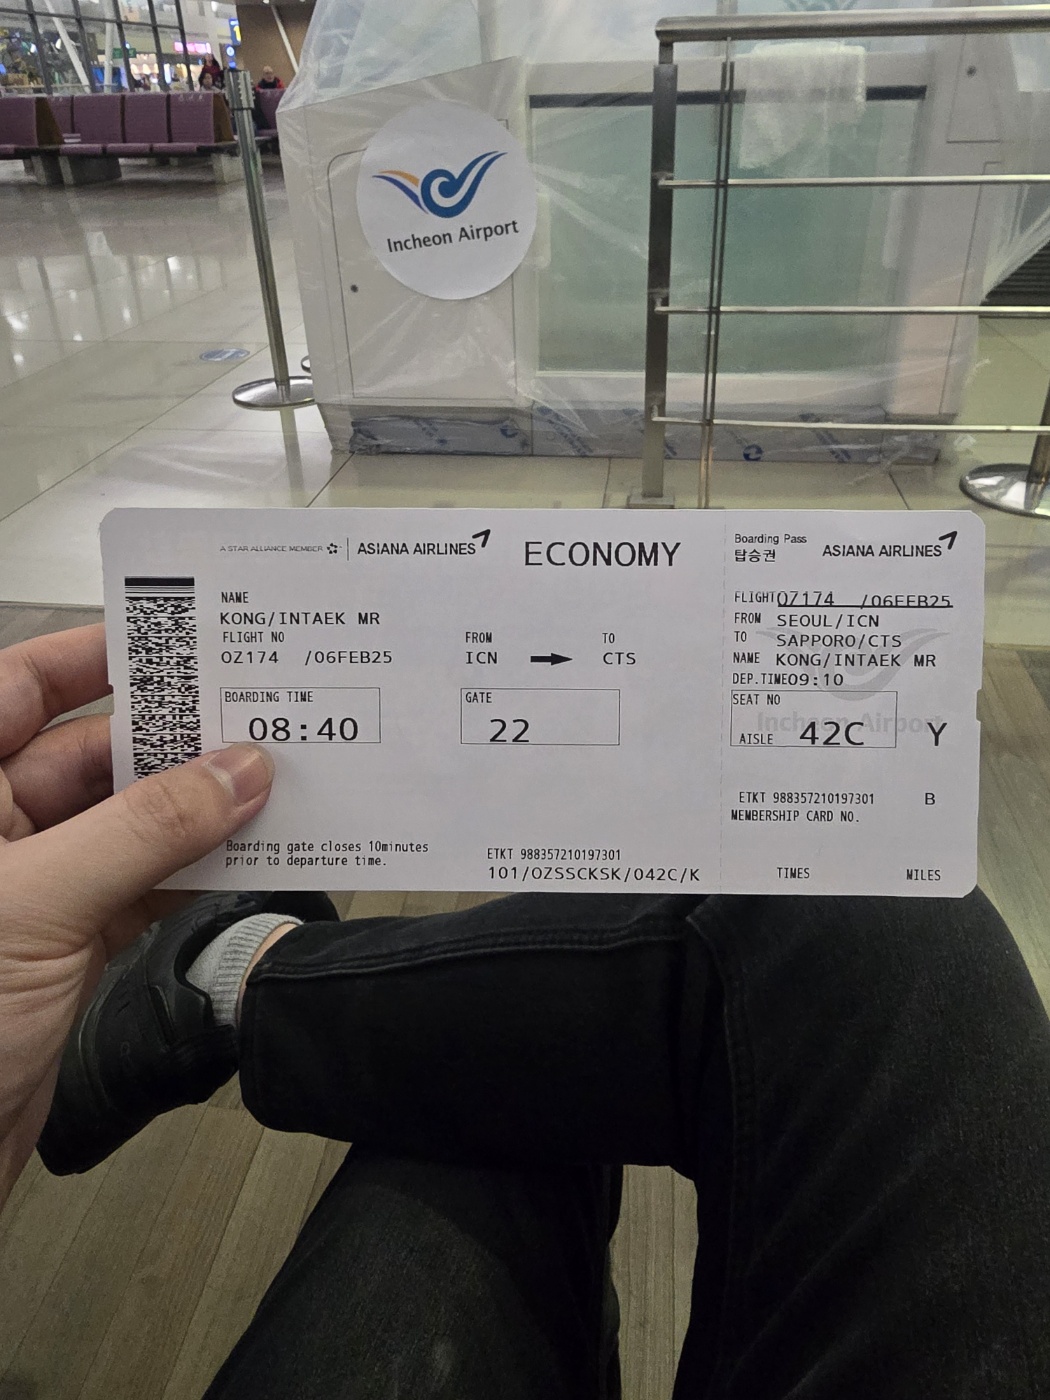 Incheon Airport
A STAR ALLIANCE MEMBER
ASIANA AIRLINES
ECONOMY
NAME
KONG/INTAEK MR
FLIGHT NO
OZ174 /06FEB25
FROM
ICN
TO
CTS
BOARDING TIME
08:40
GATE
22
Boarding gate closes 10minutes
prior to departure time.
ETKT 988357210197301
101/OZSSCKSK/042C/K
Boarding Pass
탑승권
ASIANA AIRLINES
FLIGHT OZ174 /06FEB25
FROM SEOUL/ICN
TO SAPPORO/CTS
NAME KONG/INTAEK MR
DEP.TIME 09:10
SEAT NO
AISLE 42C Y
Incheon Airport
ETKT 988357210197301 B
MEMBERSHIP CARD NO.
TIMES MILES